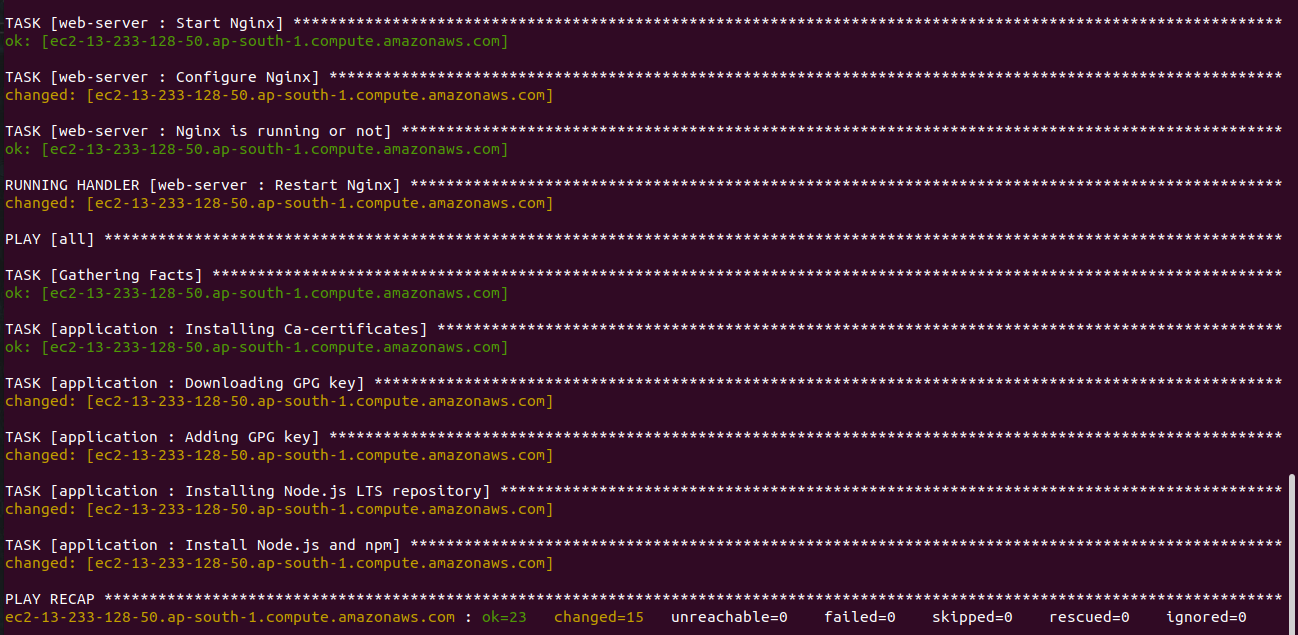 TASK [web-server : Start Nginx] **************************************************************************************************************
ok: [ec2-13-233-128-50.ap-south-1.compute.amazonaws.com]
TASK [web-server : Configure Nginx] **********************************************************************************************************
changed: [ec2-13-233-128-50.ap-south-1.compute.amazonaws.com]
TASK [web-server : Nginx is running or not] **************************************************************************************************
ok: [ec2-13-233-128-50.ap-south-1.compute.amazonaws.com]
RUNNING HANDLER [web-server : Restart Nginx] *************************************************************************************************
changed: [ec2-13-233-128-50.ap-south-1.compute.amazonaws.com]
PLAY [all] ***********************************************************************************************************************************
TASK [Gathering Facts] ***********************************************************************************************************************
ok: [ec2-13-233-128-50.ap-south-1.compute.amazonaws.com]
TASK [application : Installing Ca-certificates] **********************************************************************************************
ok: [ec2-13-233-128-50.ap-south-1.compute.amazonaws.com]
TASK [application : Downloading GPG key] *****************************************************************************************************
changed: [ec2-13-233-128-50.ap-south-1.compute.amazonaws.com]
TASK [application : Adding GPG key] **********************************************************************************************************
changed: [ec2-13-233-128-50.ap-south-1.compute.amazonaws.com]
TASK [application : Installing Node.js LTS repository] ***************************************************************************************
changed: [ec2-13-233-128-50.ap-south-1.compute.amazonaws.com]
TASK [application : Install Node.js and npm] *************************************************************************************************
changed: [ec2-13-233-128-50.ap-south-1.compute.amazonaws.com]
PLAY RECAP ***********************************************************************************************************************************
ec2-13-233-128-50.ap-south-1.compute.amazonaws.com : ok=23   changed=15   unreachable=0    failed=0    skipped=0    rescued=0    ignored=0